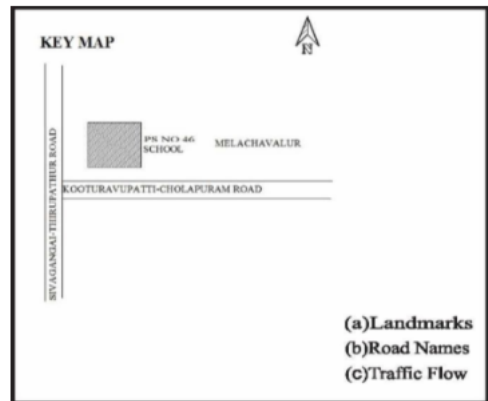 KEY MAP
N
PS NO 46
SCHOOL
MELACHAVALUR
SIVAGANGAI-THIRUPATHUR ROAD
KOOTURAVUPATTI-CHOLAPURAM ROAD
(a)Landmarks
(b)Road Names
(c)Traffic Flow